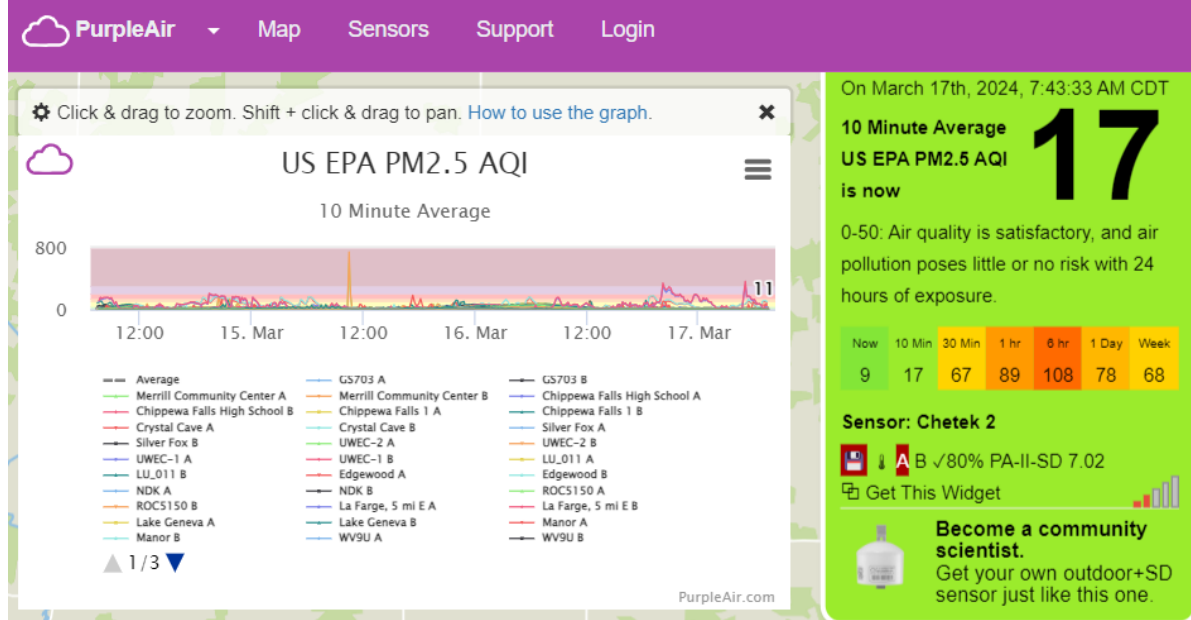 PurpleAir Map Sensors Support Login
Click & drag to zoom. Shift + click & drag to pan. How to use the graph.
US EPA PM2.5 AQI
10 Minute Average
800
0
11
12:00 15. Mar 12:00 16. Mar 12:00 17. Mar
Average GS703 A GS703 B
Merrill Community Center A Merrill Community Center B Chippewa Falls High School A
Chippewa Falls High School B Chippewa Falls 1 A Chippewa Falls 1 B
Crystal Cave A Crystal Cave B Silver Fox A
Silver Fox B UWEC-2 A UWEC-2 B
UWEC-1 A UWEC-1 B LU_011 A
LU_011 B Edgewood A Edgewood B
NDK A NDK B ROC5150 A
ROC5150 B La Farge, 5 mi E A La Farge, 5 mi E B
Lake Geneva A Lake Geneva B Manor A
Manor B WV9U A WV9U B
1/3
PurpleAir.com
On March 17th, 2024, 7:43:33 AM CDT
10 Minute Average
US EPA PM2.5 AQI
is now
17
0-50: Air quality is satisfactory, and air
pollution poses little or no risk with 24
hours of exposure.
Now 10 Min 30 Min 1 hr 6 hr 1 Day Week
9 17 67 89 108 78 68
Sensor: Chetek 2
A B ✓80% PA-II-SD 7.02
Get This Widget
Become a community
scientist.
Get your own outdoor+SD
sensor just like this one.